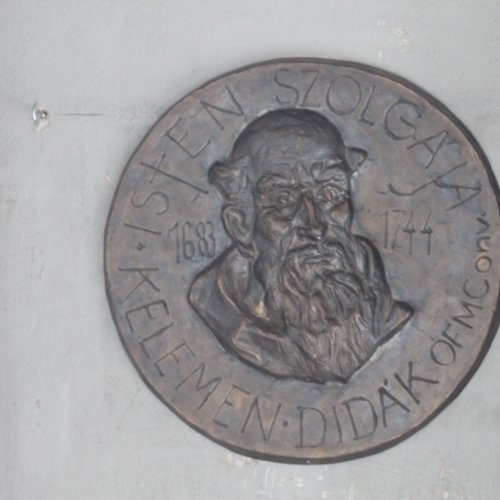 ISTEN SZOLGÁJA
1683 1744
KELEMEN · DIDÁK OFMConv.